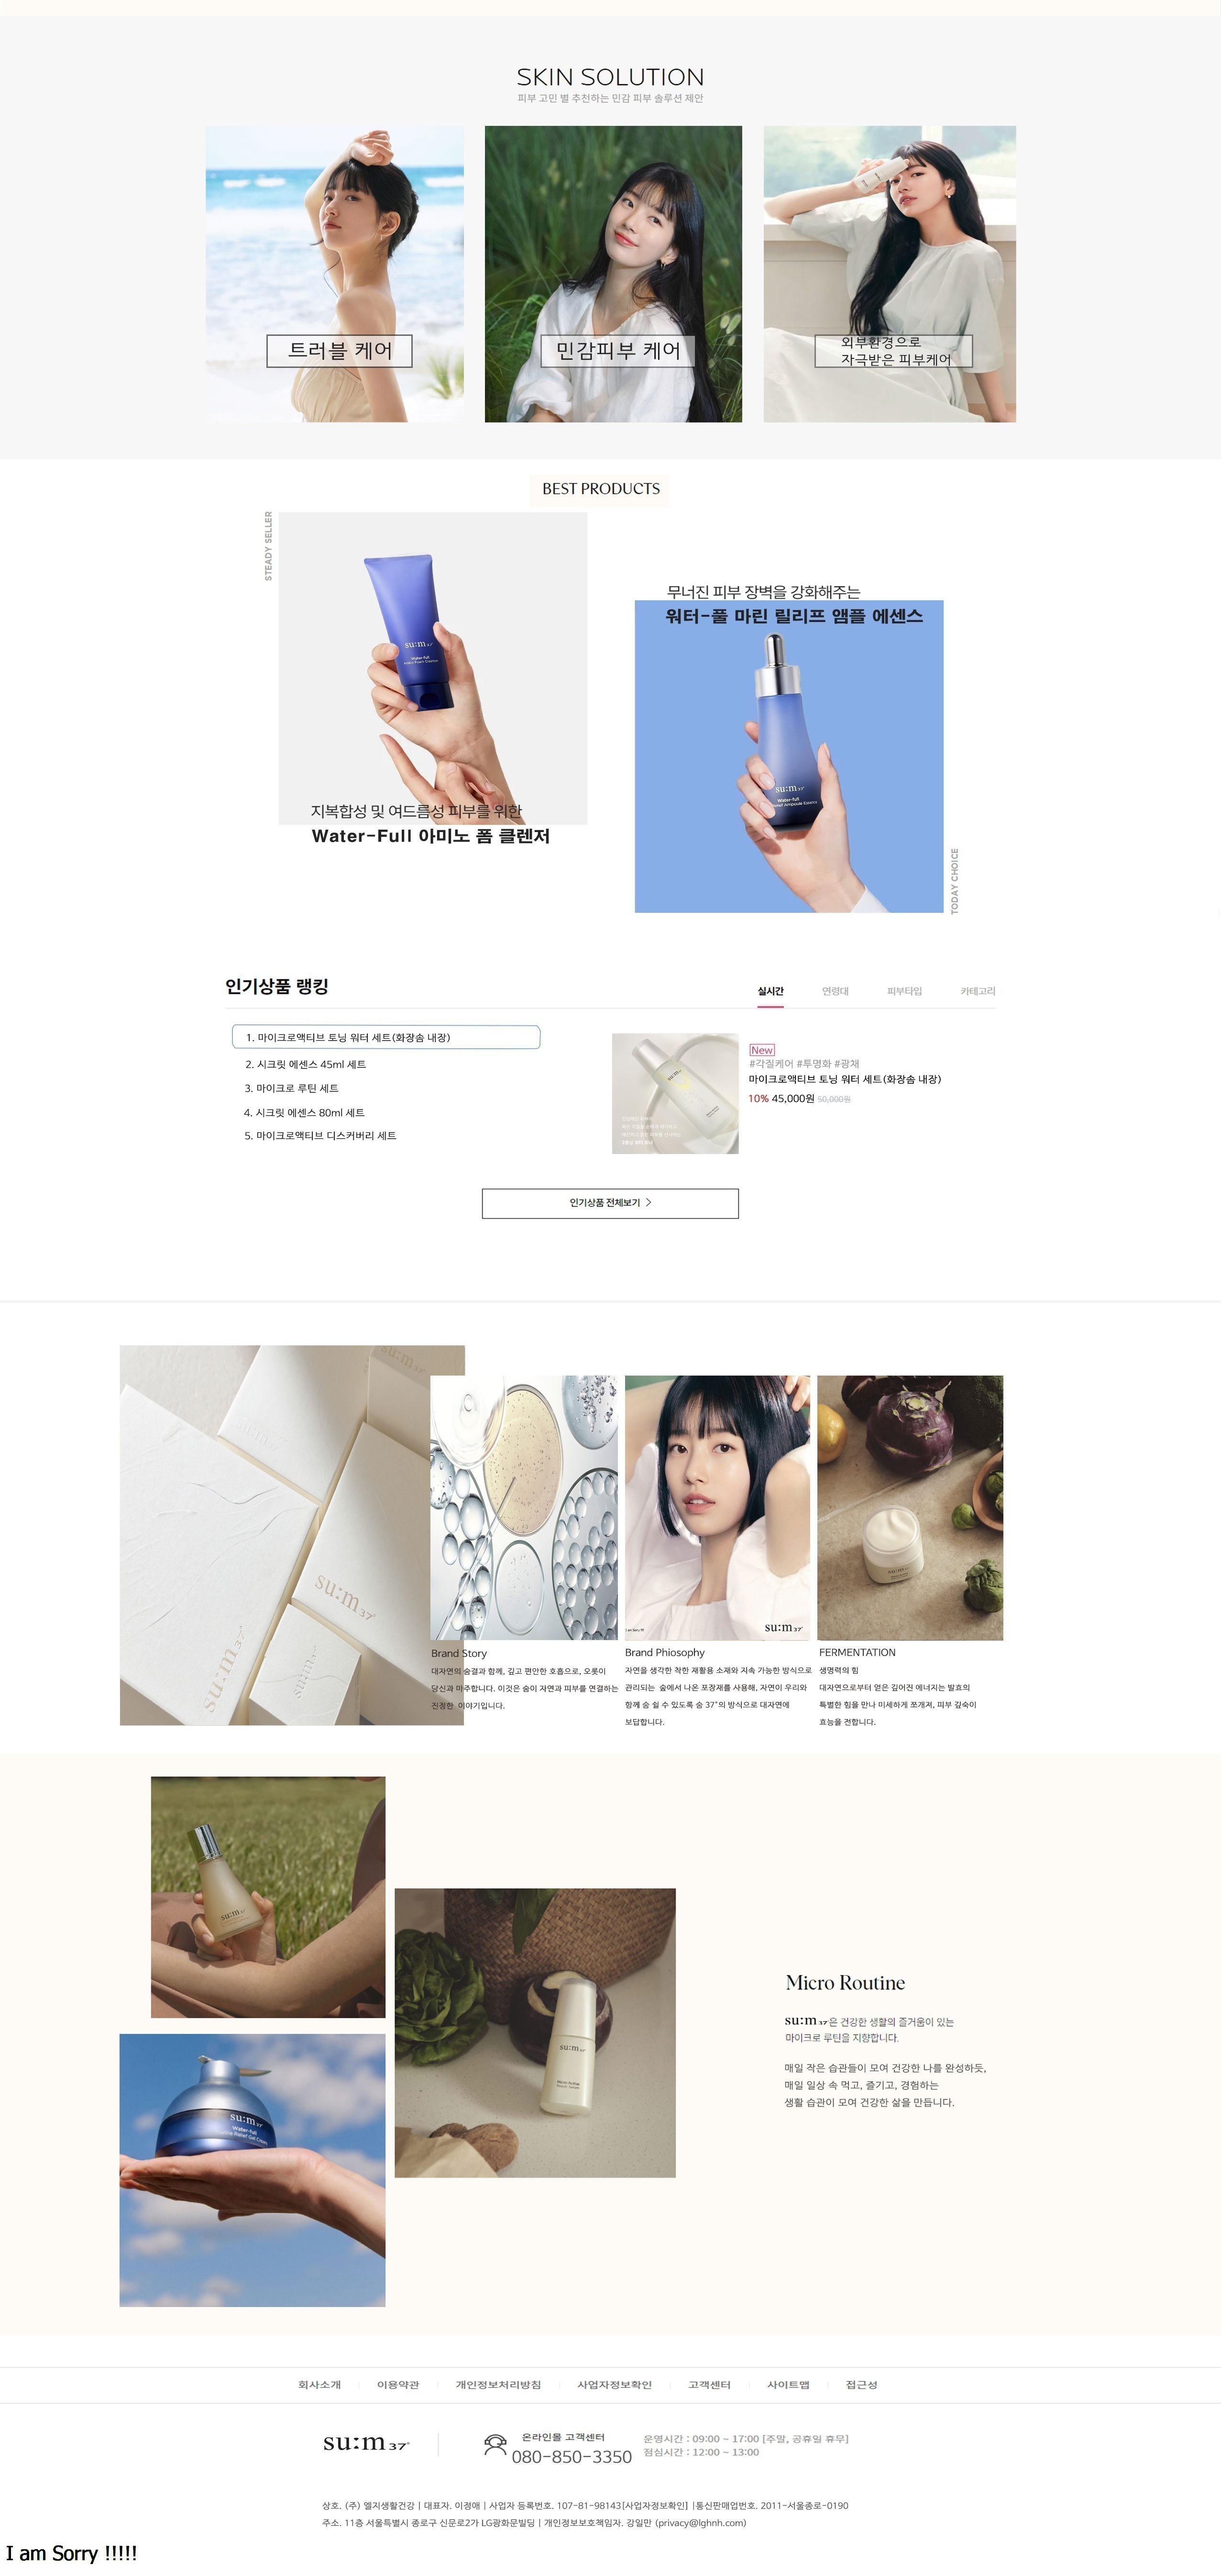 SKIN SOLUTION
피부 고민 별 추천하는 민감 피부 솔루션 제안
트러블 케어
민감피부 케어
외부환경으로
자극받은 피부케어
BEST PRODUCTS
STEADY SELLER
su:m37°
Water-full
지복합성 및 여드름성 피부를 위한
Water-Full 아미노 폼 클렌저
무너진 피부 장벽을 강화해주는
워터-풀 마린 릴리프 앰플 에센스
su:m37°
Water-full
Relief Ampoule Essence
TODAY CHOICE
인기상품 랭킹
실시간 연령대 피부타입 카테고리
1. 마이크로액티브 토닝 워터 세트(화장솜 내장)
2. 시크릿 에센스 45ml 세트
3. 마이크로 루틴 세트
4. 시크릿 에센스 80ml 세트
5. 마이크로액티브 디스커버리 세트
New
#각질케어 #투명화 #광채
마이크로액티브 토닝 워터 세트(화장솜 내장)
10% 45,000원 50,000원
인기상품 전체보기 >
su:m37°
su:m37°
su:m37°
su:m37°
Brand Story
대자연의 숨결과 함께, 깊고 편안한 호흡으로, 오롯이
당신과 마주합니다. 이것은 숨이 자연과 피부를 연결하는
진정한 이야기입니다.
Brand Phiosophy
자연을 생각한 착한 재활용 소재와 지속 가능한 방식으로
관리되는 숲에서 나온 포장재를 사용해, 자연이 우리와
함께 숨 쉴 수 있도록 숨 37°의 방식으로 대자연에
보답합니다.
FERMENTATION
생명력의 힘
대자연으로부터 얻은 깊어진 에너지는 발효의
특별한 힘을 만나 미세하게 쪼개져, 피부 깊숙이
효능을 전합니다.
su:m37°
su:m37°
su:m37°
Water-full
Micro Routine
su:m37°은 건강한 생활의 즐거움이 있는
마이크로 루틴을 지향합니다.
매일 작은 습관들이 모여 건강한 나를 완성하듯,
매일 일상 속 먹고, 즐기고, 경험하는
생활 습관이 모여 건강한 삶을 만듭니다.
회사소개 | 이용약관 | 개인정보처리방침 | 사업자정보확인 | 고객센터 | 사이트맵 | 접근성
su:m37°
온라인몰 고객센터
080-850-3350
운영시간 : 09:00 ~ 17:00 [주말, 공휴일 휴무]
점심시간 : 12:00 ~ 13:00
상호. (주) 엘지생활건강 | 대표자. 이정애 | 사업자 등록번호. 107-81-98143[사업자정보확인] |통신판매업번호. 2011-서울종로-0190
주소. 11층 서울특별시 종로구 신문로2가 LG광화문빌딩 | 개인정보보호책임자. 강일만 (privacy@lghnh.com)
I am Sorry !!!!!